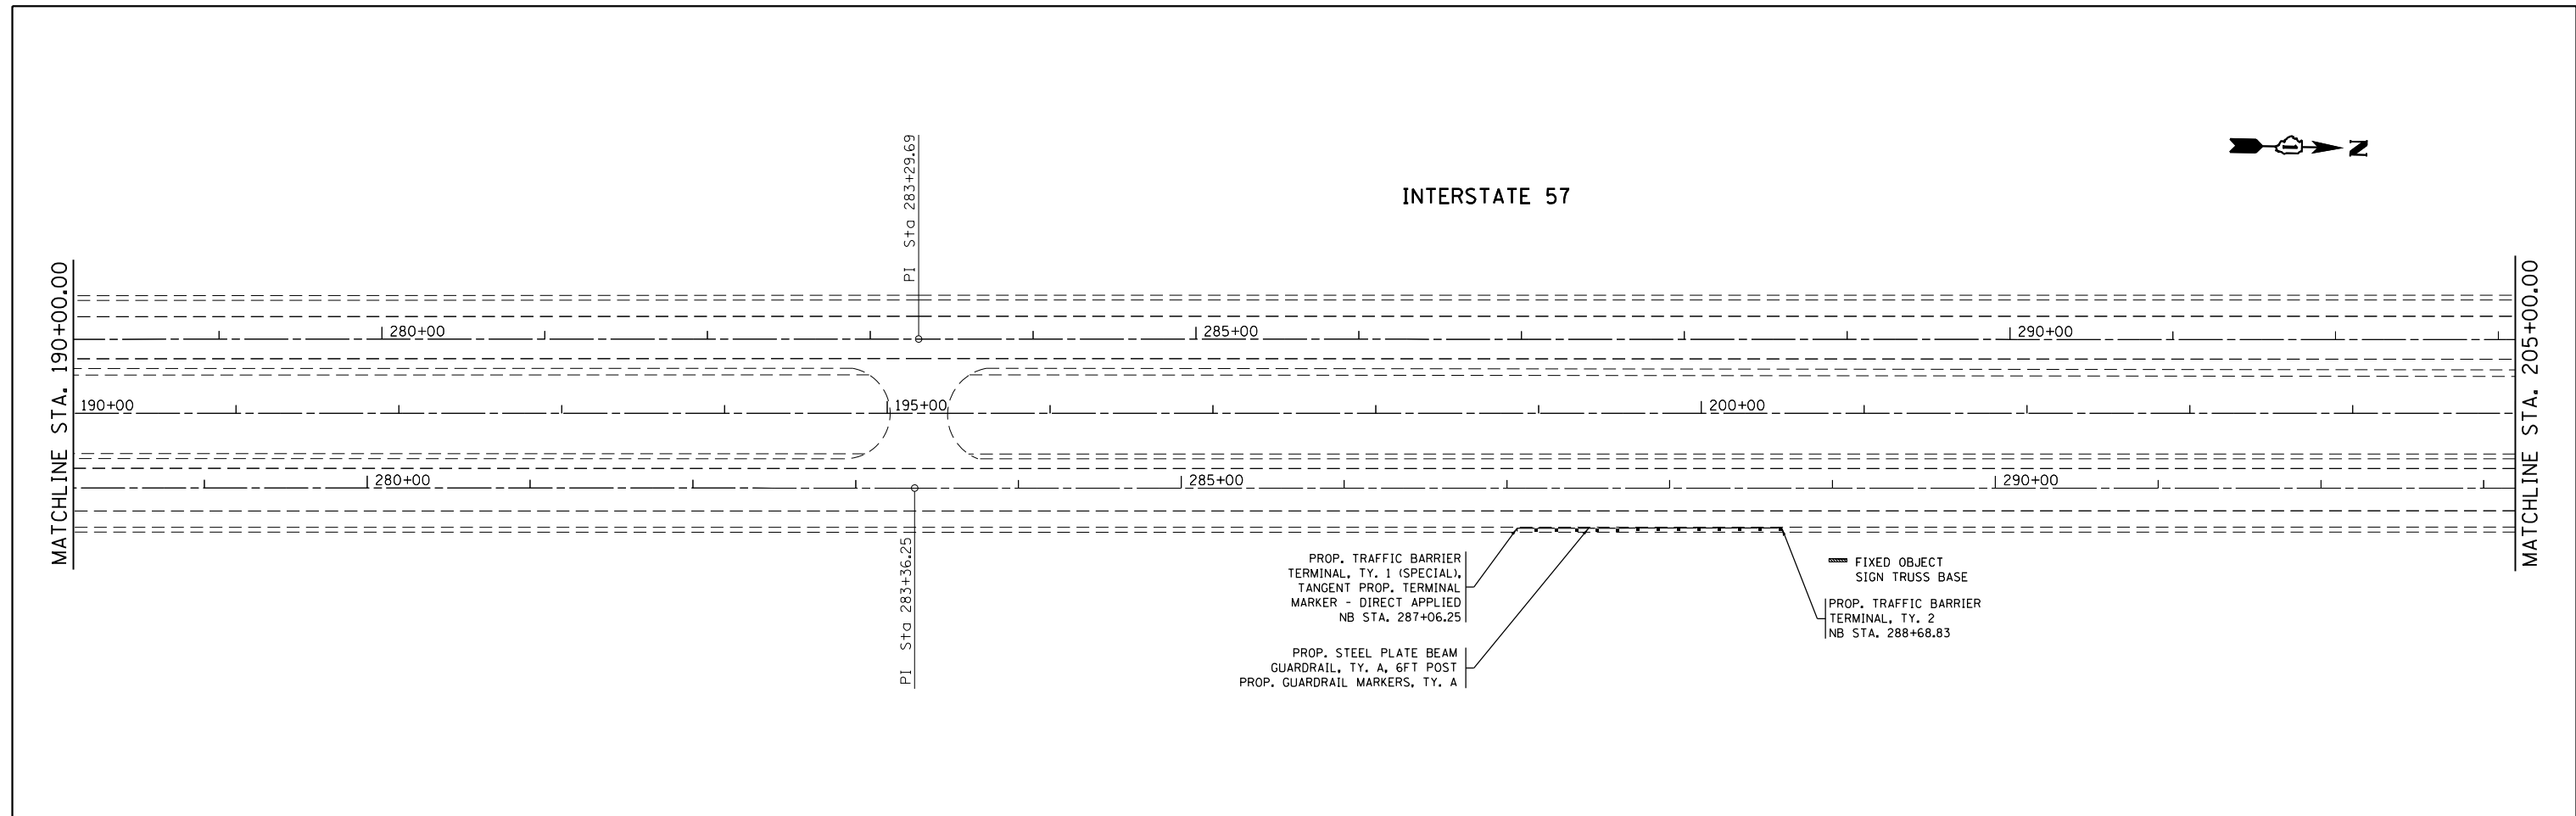 INTERSTATE 57
N
PI Sta 283+29.69
MATCHLINE STA. 190+00.00
280+00
285+00
290+00
190+00
195+00
200+00
280+00
285+00
290+00
MATCHLINE STA. 205+00.00
PI Sta 283+36.25
PROP. TRAFFIC BARRIER
TERMINAL, TY. 1 (SPECIAL),
TANGENT PROP. TERMINAL
MARKER - DIRECT APPLIED
NB STA. 287+06.25
PROP. STEEL PLATE BEAM
GUARDRAIL, TY. A, 6FT POST
PROP. GUARDRAIL MARKERS, TY. A
FIXED OBJECT
SIGN TRUSS BASE
PROP. TRAFFIC BARRIER
TERMINAL, TY. 2
NB STA. 288+68.83